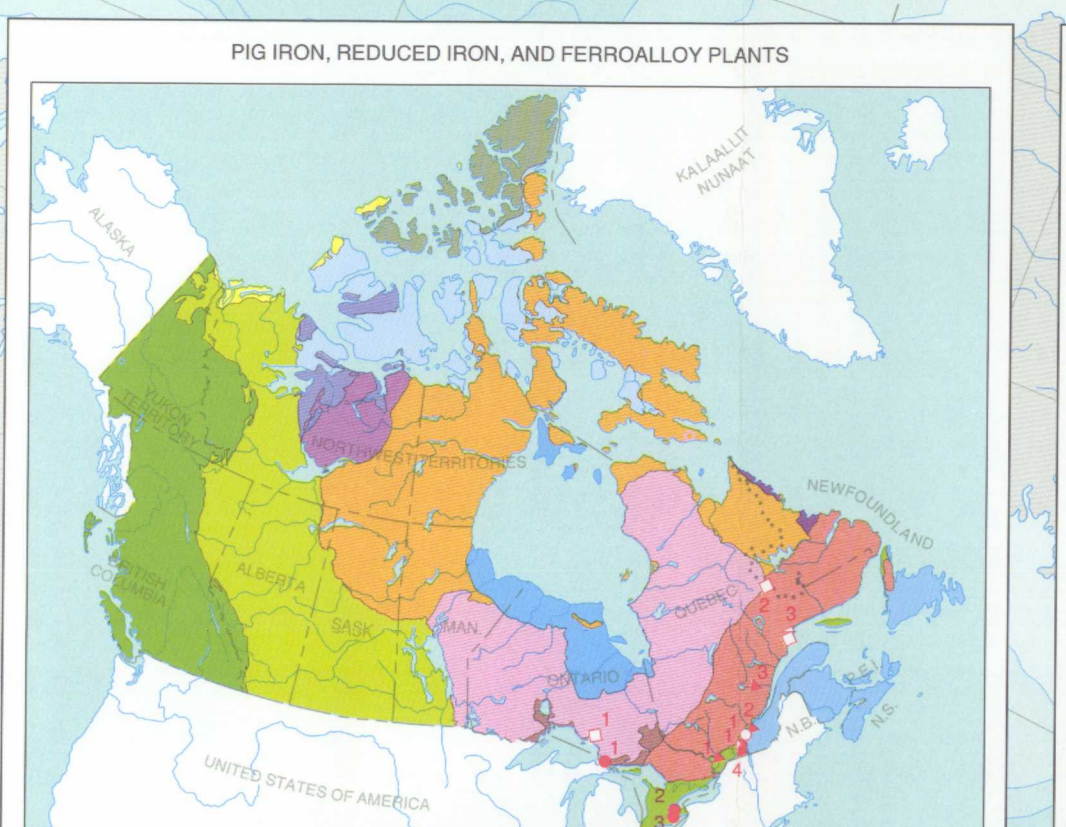 PIG IRON, REDUCED IRON, AND FERROALLOY PLANTS
KALAALLIT
NUNAAT
ALASKA
YUKON
TERRITORY
NORTHWEST TERRITORIES
NEWFOUNDLAND
BRITISH
COLUMBIA
ALBERTA
SASK.
MAN.
QUEBEC
2
3
ONTARIO
3
P.E.I.
2
N.S.
1
1
N.B.
1
1
4
UNITED STATES OF AMERICA
2
3